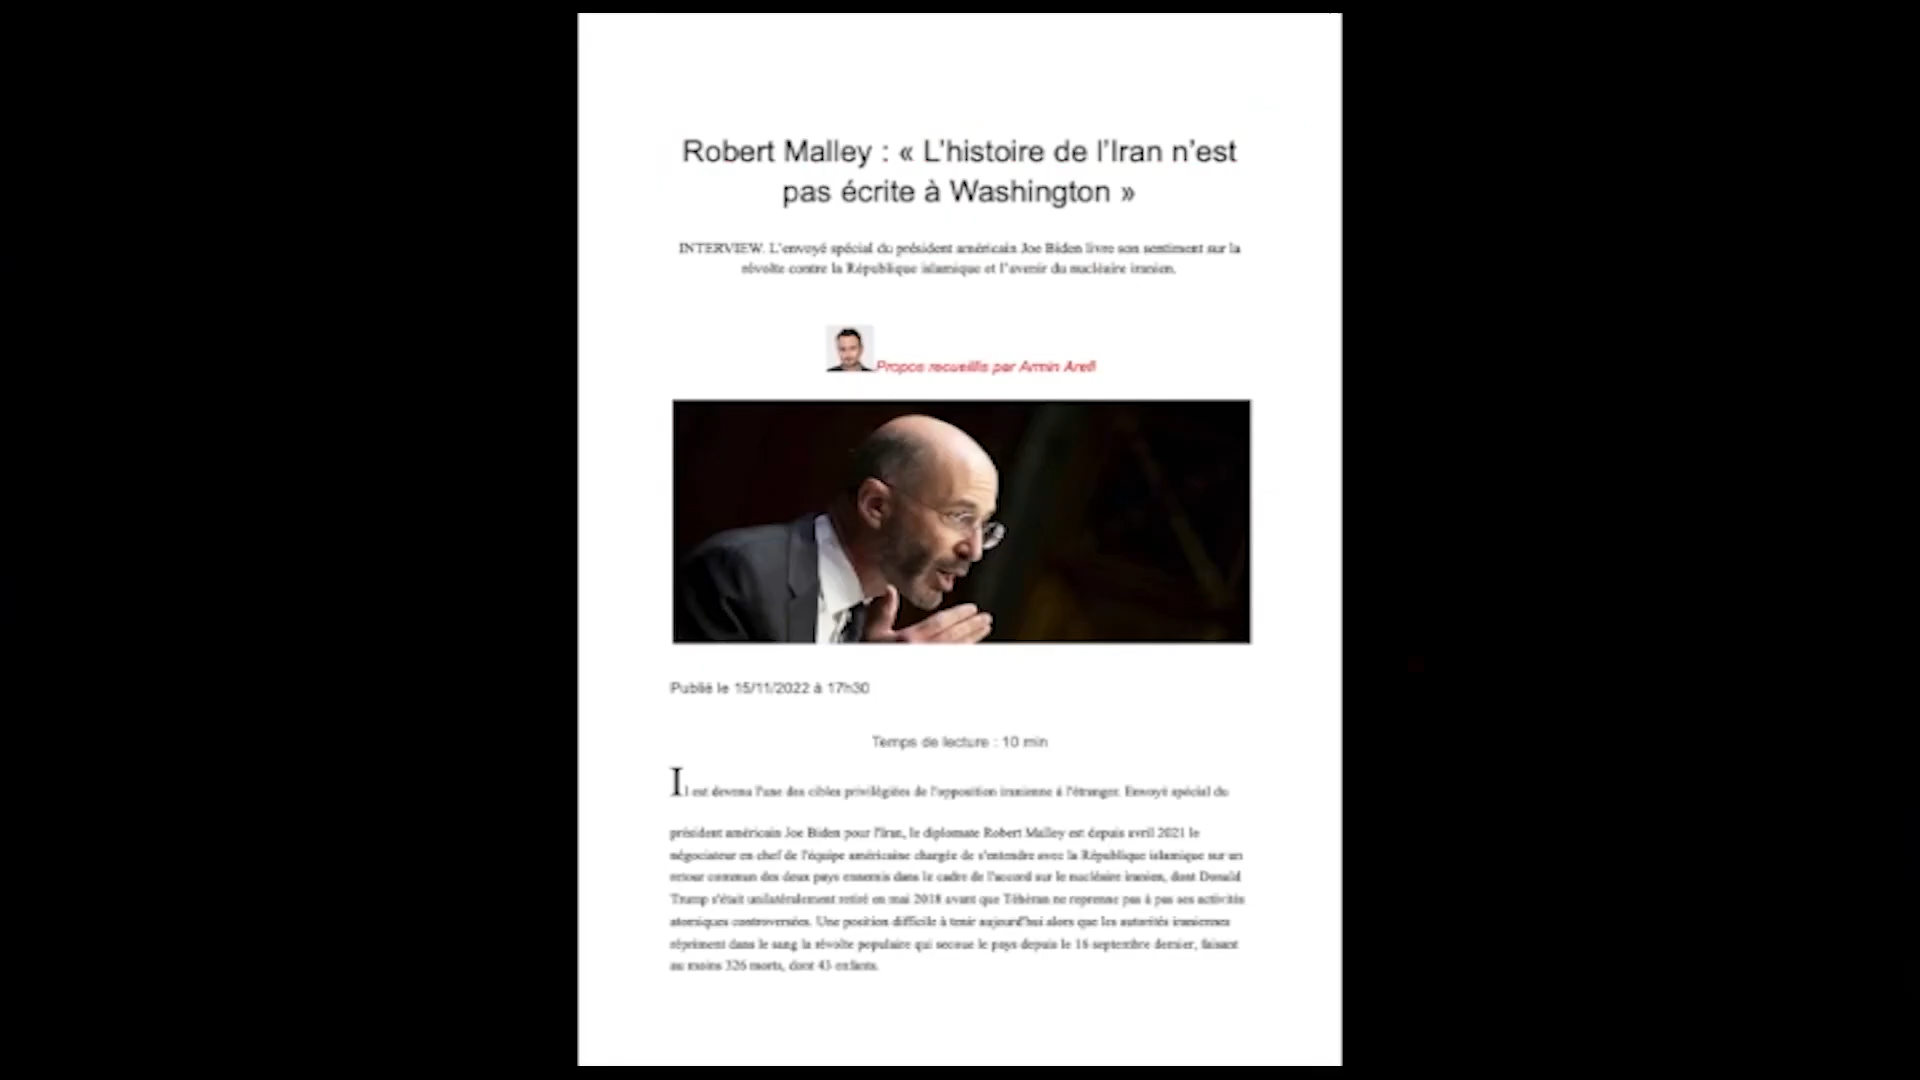 Robert Malley : « L'histoire de l'Iran n'est
pas écrite à Washington »
INTERVIEW. L'envoyé spécial du président américain Joe Biden livre son sentiment sur la
révolte contre la République islamique et l'avenir du nucléaire iranien.
Propos recueillis par Armin Arefi
Publié le 15/11/2022 à 17h30
Temps de lecture : 10 min
Il est devenu l'une des cibles privilégiées de l'opposition iranienne à l'étranger. Envoyé spécial du
président américain Joe Biden pour l'Iran, le diplomate Robert Malley est depuis avril 2021 le
négociateur en chef de l'équipe américaine chargée de s'entendre avec la République islamique sur un
retour commun des deux pays ennemis dans le cadre de l'accord sur le nucléaire iranien, dont Donald
Trump s'était unilatéralement retiré en mai 2018 avant que Téhéran ne reprenne pas à pas ses activités
atomiques controversées. Une position difficile à tenir aujourd'hui alors que les autorités iraniennes
répriment dans le sang la révolte populaire qui secoue le pays depuis le 16 septembre dernier, faisant
au moins 326 morts, dont 43 enfants.